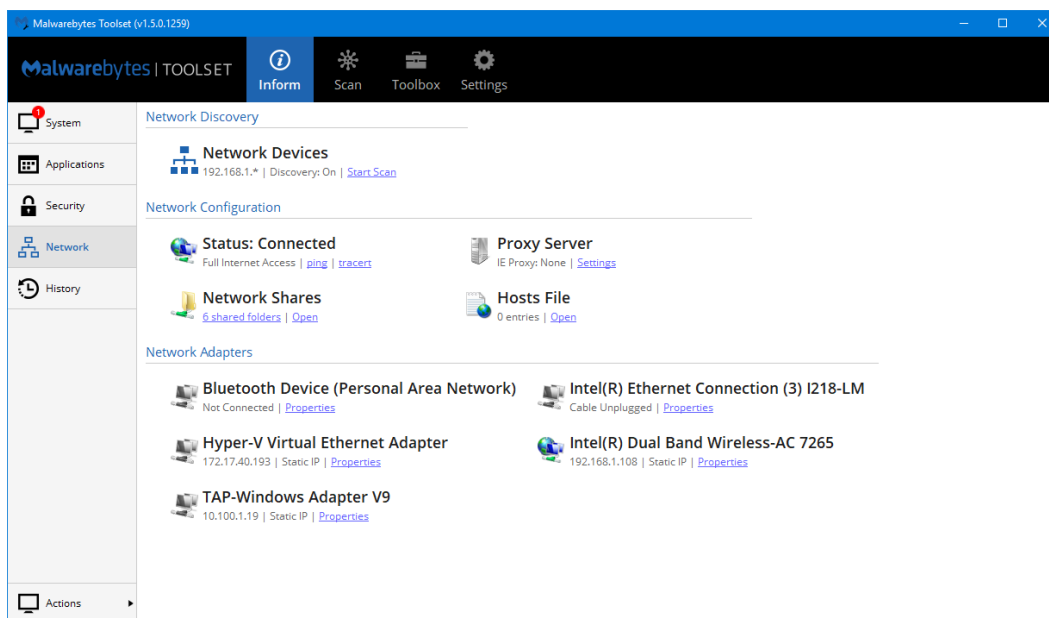 Malwarebytes Toolset (v1.5.0.1259)
Malwarebytes | TOOLSET
Inform
Scan
Toolbox
Settings
1
System
Applications
Security
Network
History
Actions
Network Discovery
Network Devices
192.168.1.* | Discovery: On | Start Scan
Network Configuration
Status: Connected
Full Internet Access | ping | tracert
Proxy Server
IE Proxy: None | Settings
Network Shares
6 shared folders | Open
Hosts File
0 entries | Open
Network Adapters
Bluetooth Device (Personal Area Network)
Not Connected | Properties
Intel(R) Ethernet Connection (3) I218-LM
Cable Unplugged | Properties
Hyper-V Virtual Ethernet Adapter
172.17.40.193 | Static IP | Properties
Intel(R) Dual Band Wireless-AC 7265
192.168.1.108 | Static IP | Properties
TAP-Windows Adapter V9
10.100.1.19 | Static IP | Properties